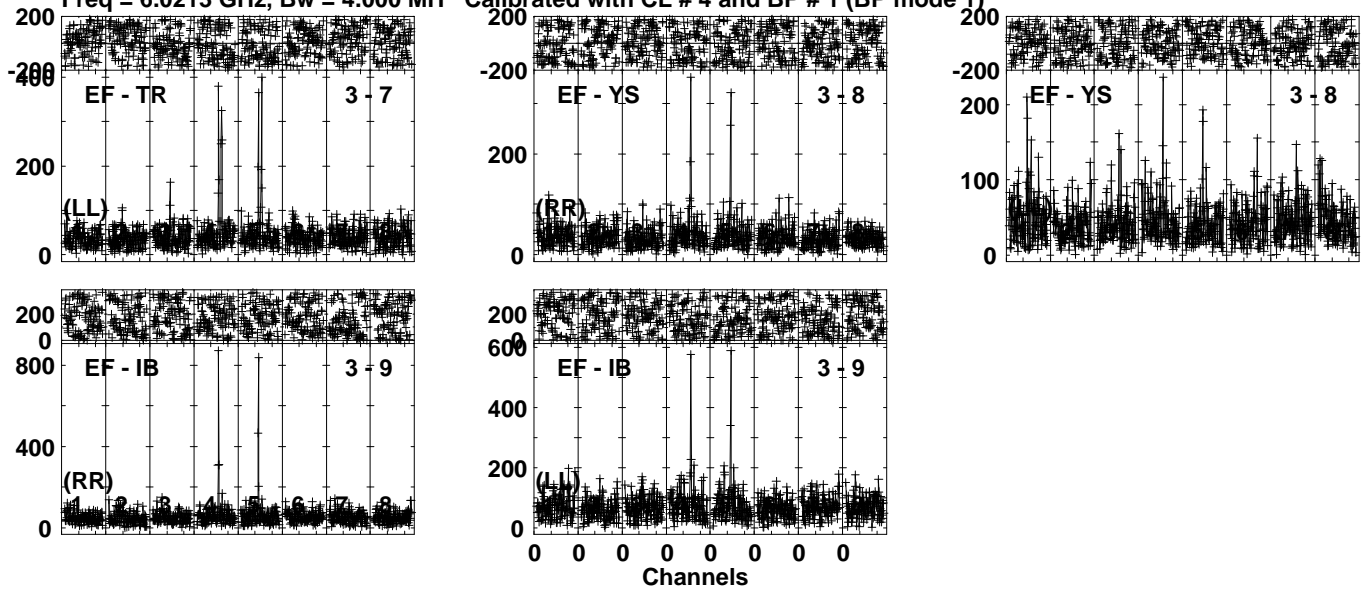 Freq = 6.0213 GHz, Bw = 4.000 MH Calibrated with CL # 4 and BP # 1 (BP mode 1)
200
-200
400
200
0
EF - TR 3 - 7
(LL)
200
-200
200
0
EF - YS 3 - 8
(RR)
200
-200
200
100
0
EF - YS 3 - 8
200
0
800
400
0
EF - IB 3 - 9
(RR)
1 2 3 4 5 6 7 8
200
0
600
400
200
0
EF - IB 3 - 9
(LL)
0 0 0 0 0 0 0 0
Channels